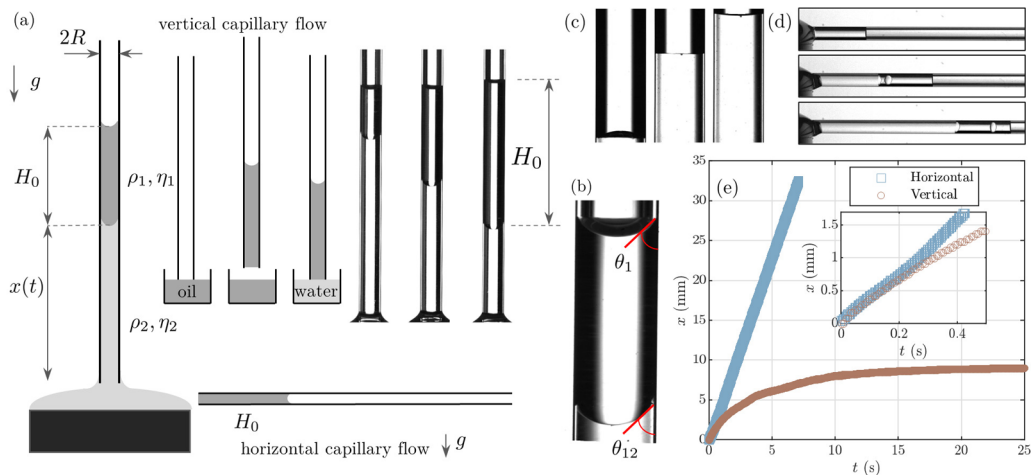 (a)
vertical capillary flow
2R
g
H₀
ρ₁, η₁
x(t)
ρ₂, η₂
oil
water
H₀
H₀
horizontal capillary flow
g
(b)
θ₁
θ₁₂
(c)
(d)
(e)
Horizontal
Vertical
x (mm)
35
30
25
20
15
10
5
0
0
5
10
15
20
25
t (s)
x (mm)
1.5
1
0.5
0
0
0.2
0.4
t (s)